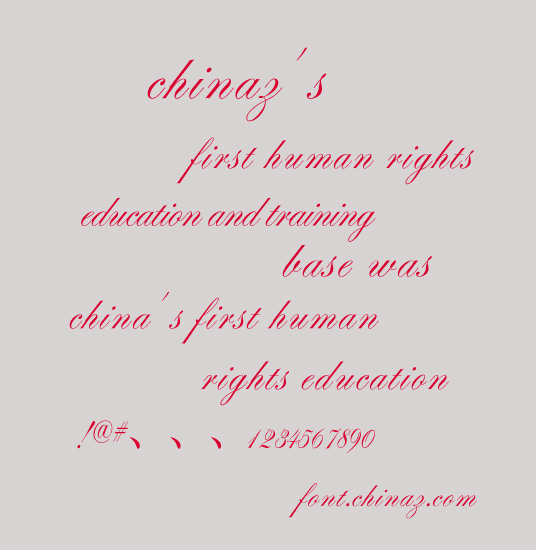 chinaz's
first human rights
education and training
base was
china's first human
rights education
!@#、、、1234567890
font.chinaz.com